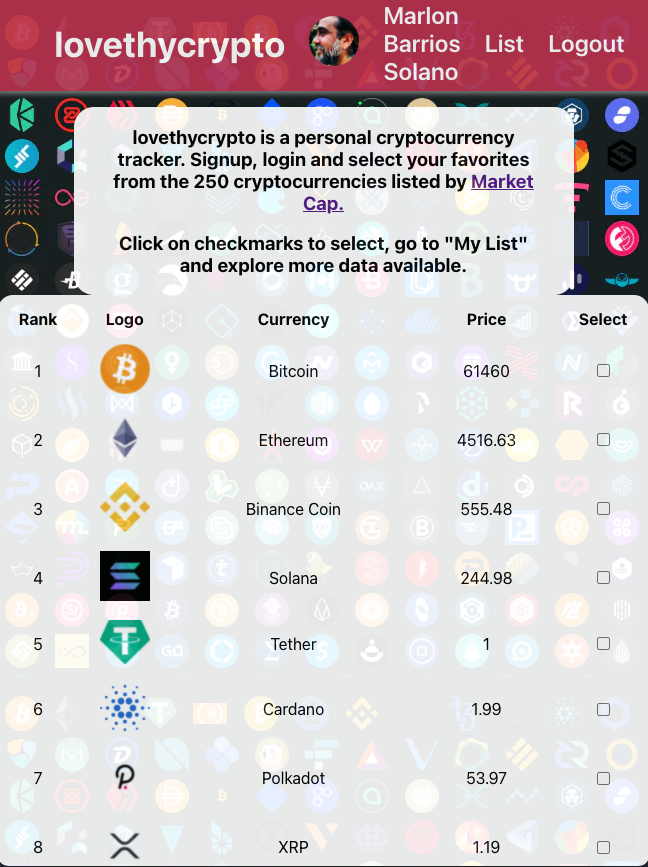 lovethycrypto
Marlon
Barrios
Solano
List
Logout
lovethycrypto is a personal cryptocurrency
tracker. Signup, login and select your favorites
from the 250 cryptocurrencies listed by Market
Cap.
Click on checkmarks to select, go to "My List"
and explore more data available.
Rank Logo Currency Price Select
1 Bitcoin 61460
2 Ethereum 4516.63
3 Binance Coin 555.48
4 Solana 244.98
5 Tether 1
6 Cardano 1.99
7 Polkadot 53.97
8 XRP 1.19